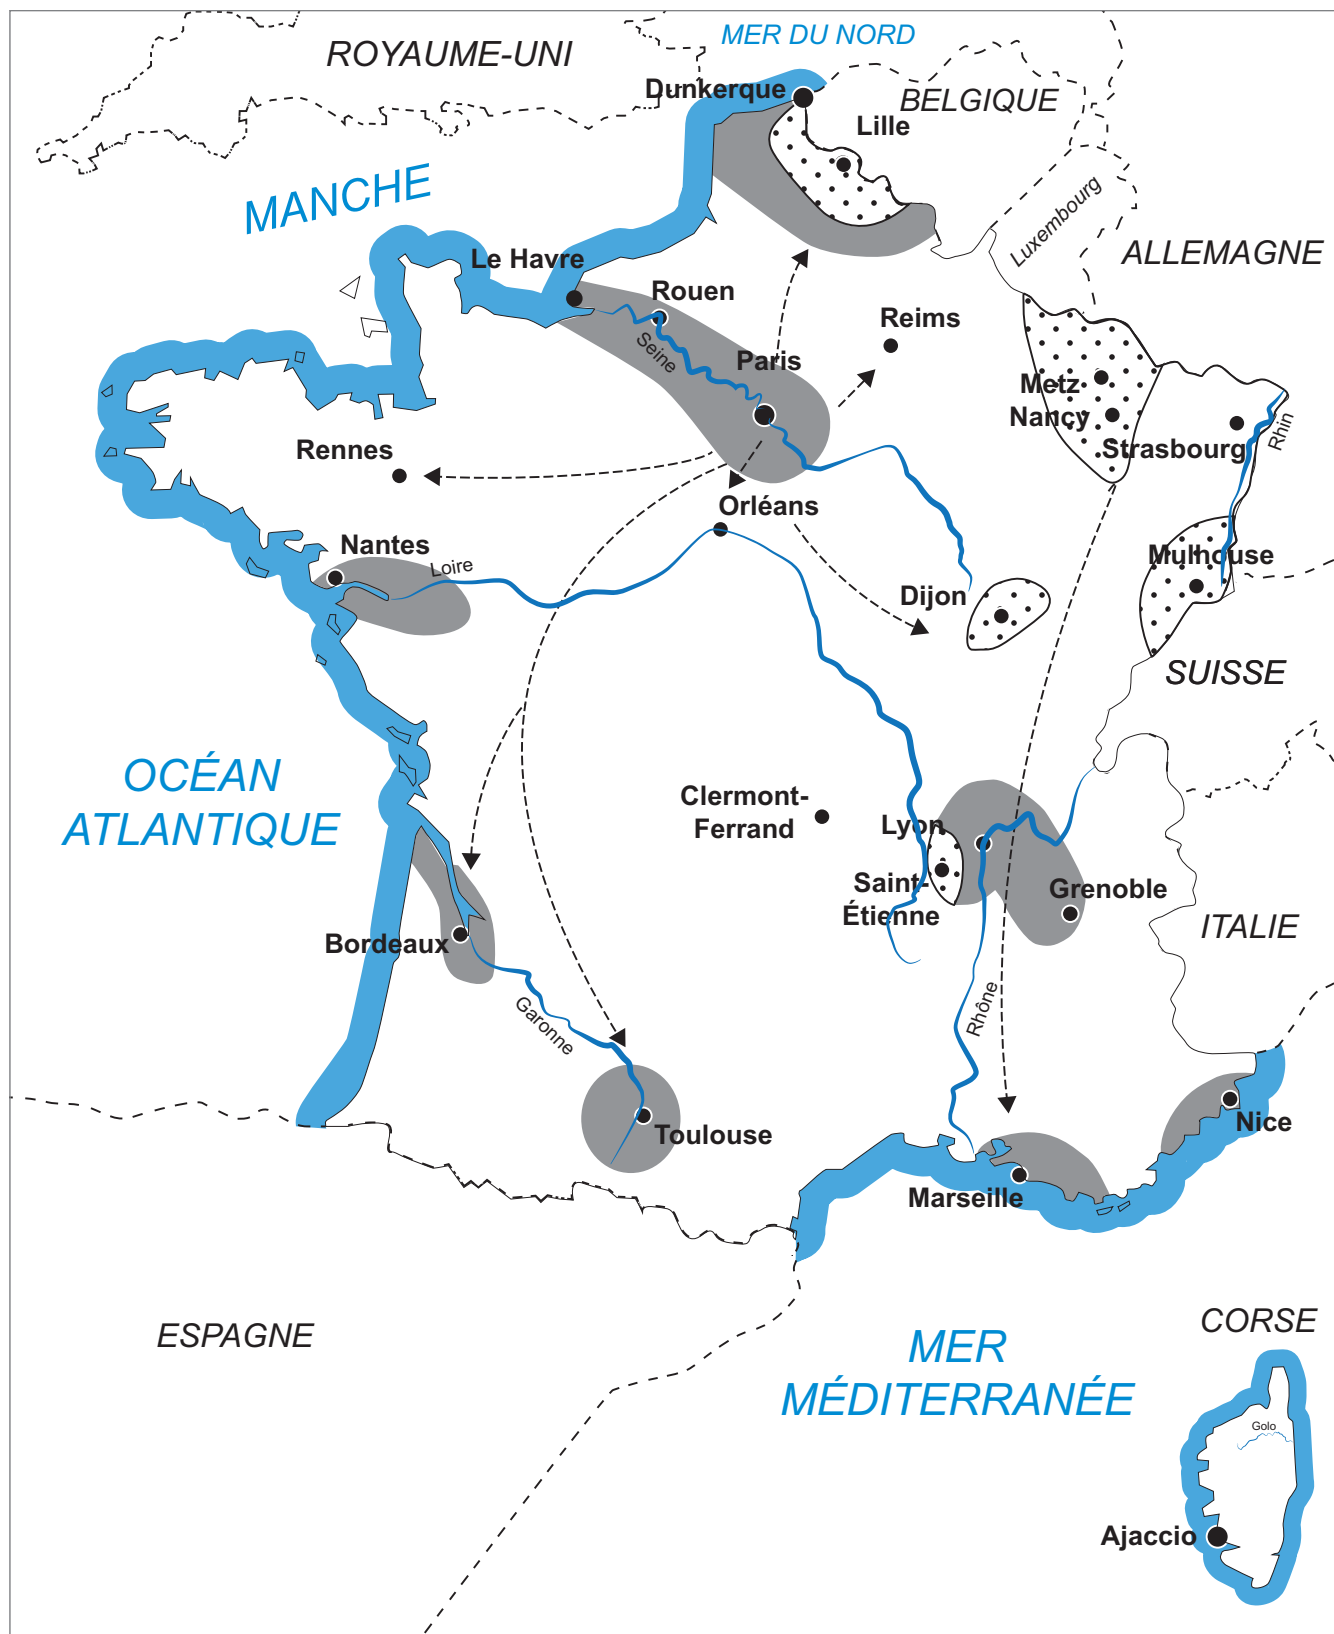 MER DU NORD
ROYAUME-UNI
Dunkerque
BELGIQUE
Lille
MANCHE
Luxembourg
ALLEMAGNE
Le Havre
Rouen
Reims
Seine
Paris
Metz
Nancy
Strasbourg
Rhin
Rennes
Orléans
Nantes
Loire
Mulhouse
Dijon
SUISSE
OCÉAN
ATLANTIQUE
Clermont-
Ferrand
Lyon
Saint-
Étienne
Grenoble
ITALIE
Bordeaux
Garonne
Rhône
Toulouse
Nice
Marseille
ESPAGNE
CORSE
MER
MÉDITERRANÉE
Golo
Ajaccio